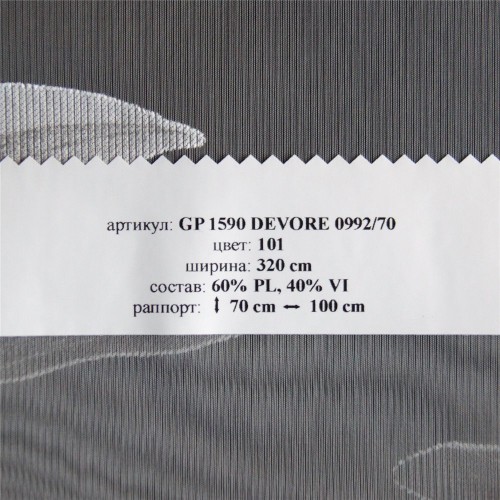 артикул: GP 1590 DEVORE 0992/70
цвет: 101
ширина: 320 cm
состав: 60% PL, 40% VI
раппорт: ↕ 70 cm ↔ 100 cm